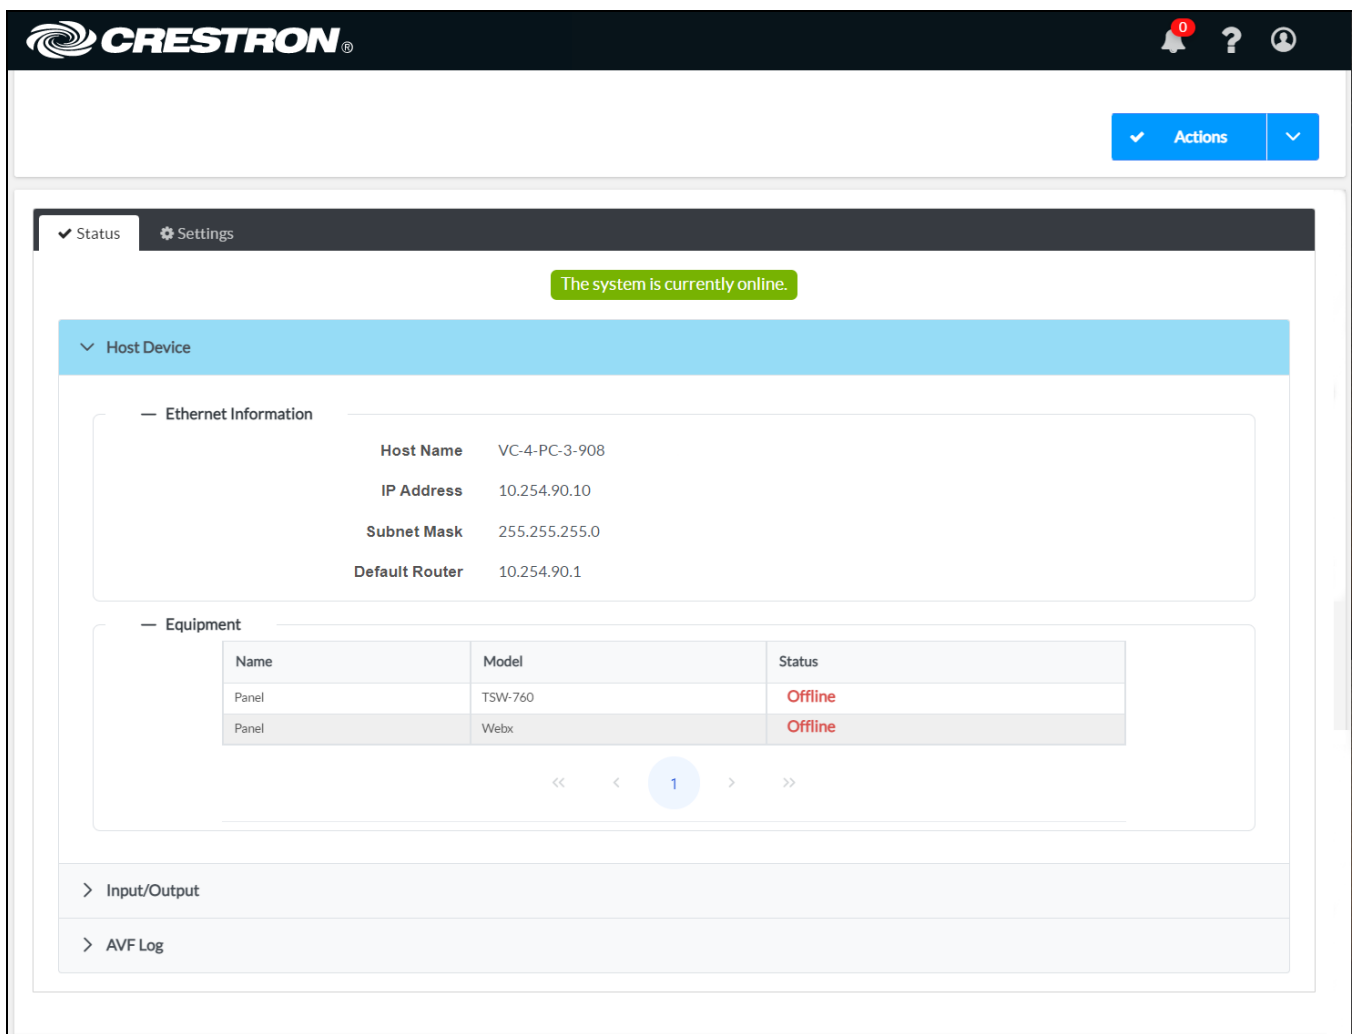 CRESTRON®
0
?
Actions
Status
Settings
The system is currently online.
Host Device
Ethernet Information
Host Name VC-4-PC-3-908
IP Address 10.254.90.10
Subnet Mask 255.255.255.0
Default Router 10.254.90.1
Equipment
Name Model Status
Panel TSW-760 Offline
Panel Webx Offline
<< < 1 > >>
Input/Output
AVF Log